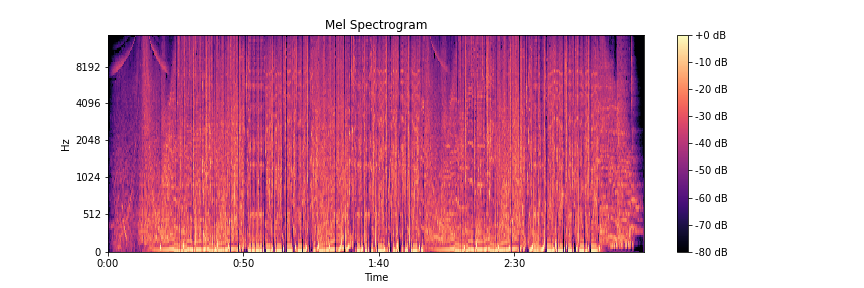 Mel Spectrogram
Hz
8192
4096
2048
1024
512
0
0:00
0:50
1:40
2:30
Time
+0 dB
-10 dB
-20 dB
-30 dB
-40 dB
-50 dB
-60 dB
-70 dB
-80 dB